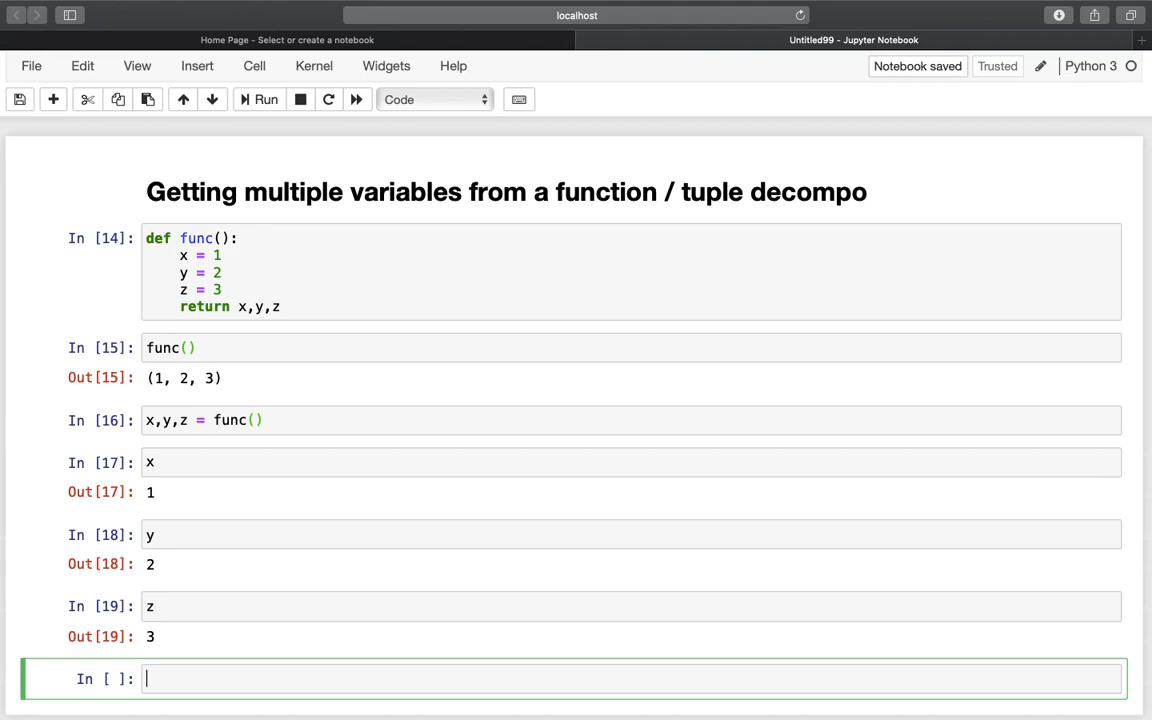 localhost
Home Page - Select or create a notebook
Untitled99 - Jupyter Notebook
File Edit View Insert Cell Kernel Widgets Help
Notebook saved Trusted Python 3
Run Code
Getting multiple variables from a function / tuple decompo
In [14]: def func():
    x = 1
    y = 2
    z = 3
    return x,y,z
In [15]: func()
Out[15]: (1, 2, 3)
In [16]: x,y,z = func()
In [17]: x
Out[17]: 1
In [18]: y
Out[18]: 2
In [19]: z
Out[19]: 3
In [ ]: